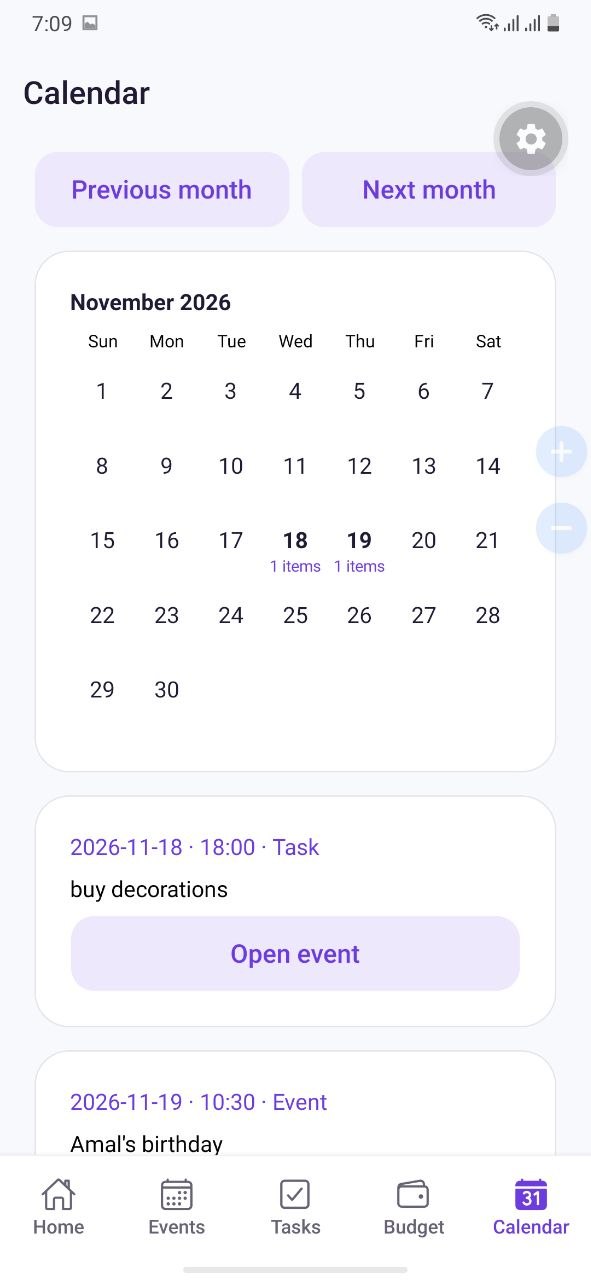 7:09
Calendar
Previous month Next month
November 2026
Sun Mon Tue Wed Thu Fri Sat
1 2 3 4 5 6 7
8 9 10 11 12 13 14
15 16 17 18 19 20 21
1 items 1 items
22 23 24 25 26 27 28
29 30
2026-11-18 · 18:00 · Task
buy decorations
Open event
2026-11-19 · 10:30 · Event
Amal's birthday
31
Home Events Tasks Budget Calendar